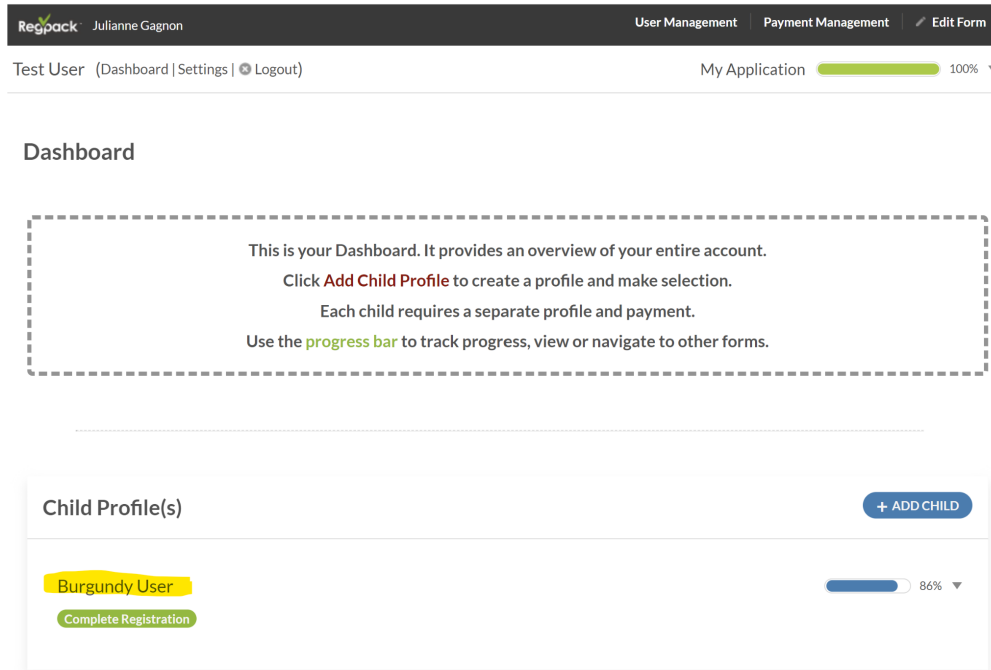 Regpack Julianne Gagnon User Management Payment Management Edit Form
Test User (Dashboard | Settings | Logout) My Application 100%
Dashboard
This is your Dashboard. It provides an overview of your entire account.
Click Add Child Profile to create a profile and make selection.
Each child requires a separate profile and payment.
Use the progress bar to track progress, view or navigate to other forms.
Child Profile(s) + ADD CHILD
Burgundy User 86%
Complete Registration